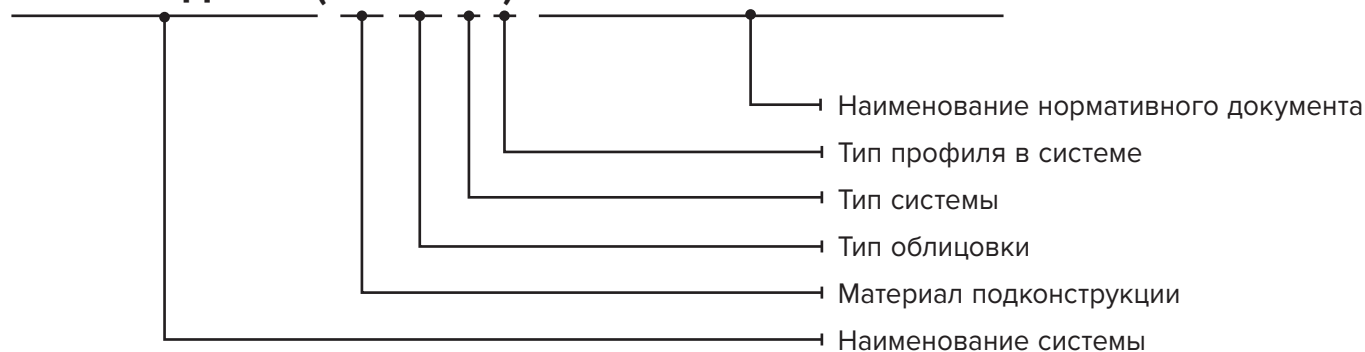 Наименование нормативного документа
Тип профиля в системе
Тип системы
Тип облицовки
Материал подконструкции
Наименование системы